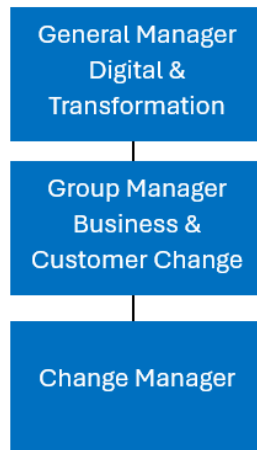 General Manager
Digital &
Transformation
Group Manager
Business &
Customer Change
Change Manager